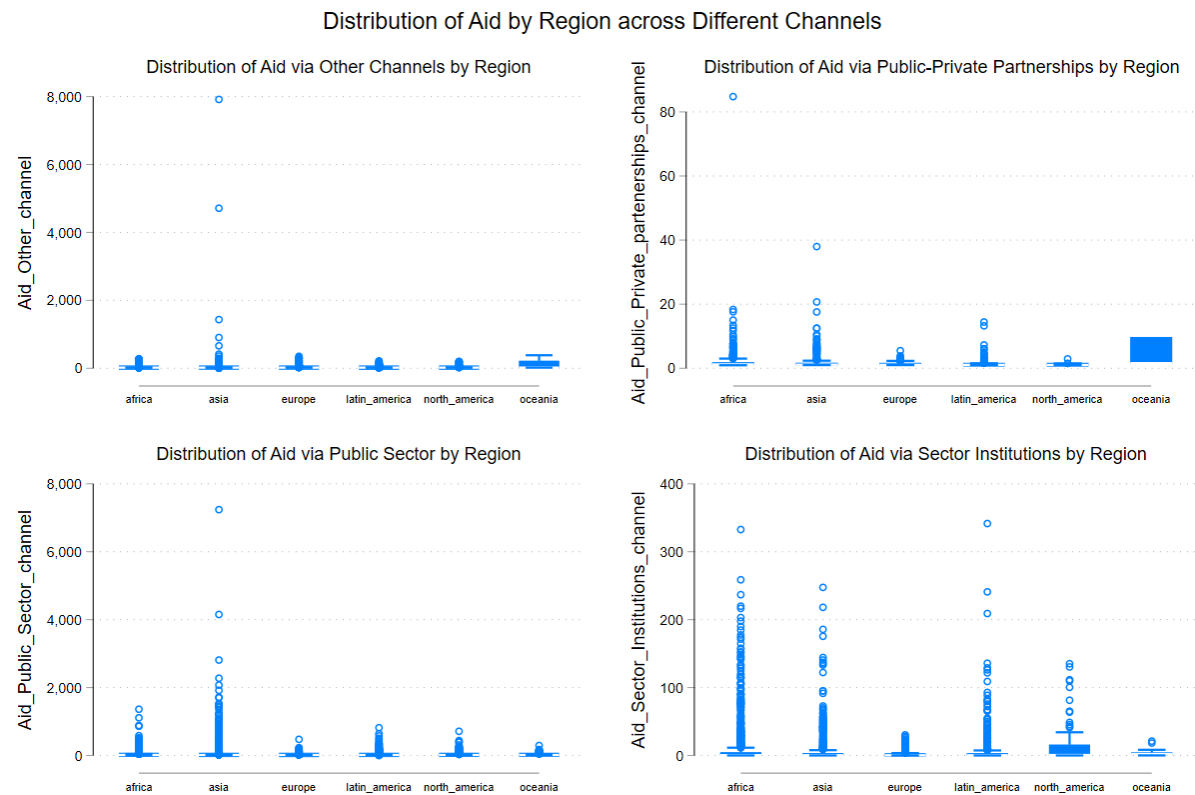 Distribution of Aid by Region across Different Channels
Distribution of Aid via Other Channels by Region
Aid_Other_channel
8,000
6,000
4,000
2,000
0
africa asia europe latin_america north_america oceania
Distribution of Aid via Public-Private Partnerships by Region
Aid_Public_Private_partenerships_channel
80
60
40
20
0
africa asia europe latin_america north_america oceania
Distribution of Aid via Public Sector by Region
Aid_Public_Sector_channel
8,000
6,000
4,000
2,000
0
africa asia europe latin_america north_america oceania
Distribution of Aid via Sector Institutions by Region
Aid_Sector_Institutions_channel
400
300
200
100
0
africa asia europe latin_america north_america oceania